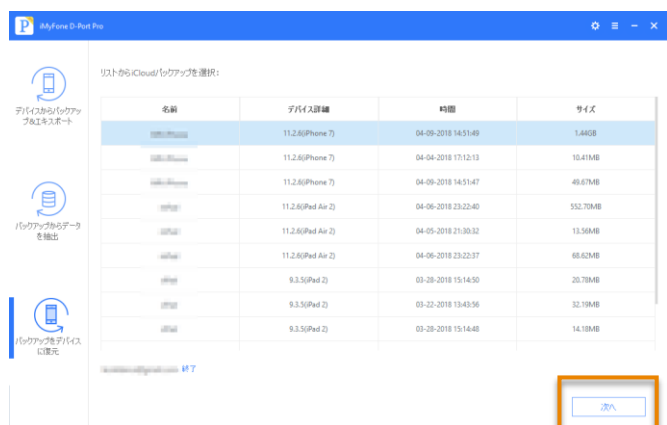 iMyFone D-Port Pro
デバイスからバックアッ
プ&エキスポート
バックアップからデータ
を抽出
バックアップをデバイス
に復元
リストからiCloudバックアップを選択:
名前 デバイス詳細 時間 サイズ
11.2.6(iPhone 7) 04-09-2018 14:51:49 1.44GB
11.2.6(iPhone 7) 04-04-2018 17:12:13 10.41MB
11.2.6(iPhone 7) 04-09-2018 14:51:47 49.67MB
11.2.6(iPad Air 2) 04-06-2018 23:22:40 552.70MB
11.2.6(iPad Air 2) 04-05-2018 21:30:32 13.56MB
11.2.6(iPad Air 2) 04-06-2018 23:22:37 68.62MB
9.3.5(iPad 2) 03-28-2018 15:14:50 20.78MB
9.3.5(iPad 2) 03-22-2018 13:43:56 32.19MB
9.3.5(iPad 2) 03-28-2018 15:14:48 14.18MB
終了
次へ